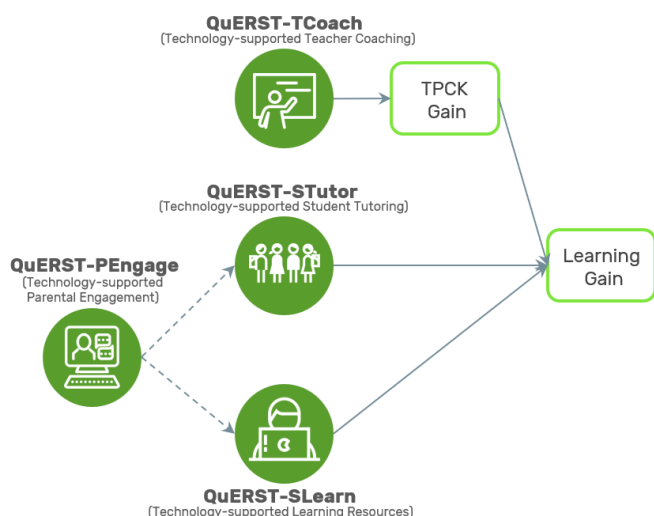 QuERST-TCoach
(Technology-supported Teacher Coaching)
TPCK
Gain
QuERST-STutor
(Technology-supported Student Tutoring)
QuERST-PEngage
(Technology-supported
Parental Engagement)
Learning
Gain
QuERST-SLearn
(Technology-supported Learning Resources)